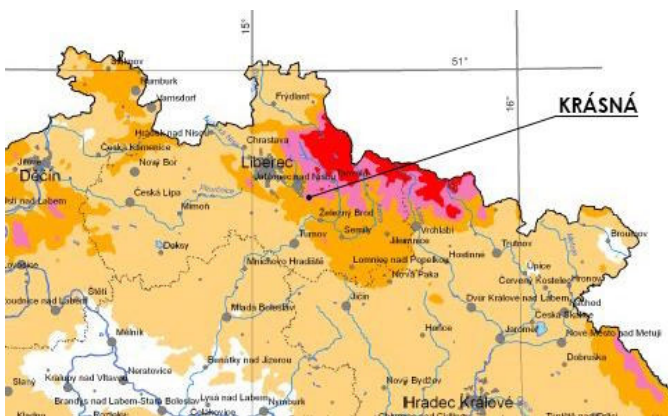 15°
51°
16°
KRÁSNÁ
Rumburk
Varnsdorf
Frýdlant
Hrádek nad Nisou
Chrastava
Česká Kamenice
Nový Bor
Liberec
Jablonec nad Nisou
Děčín
Česká Lípa
Mimoň
Železný Brod
Doksy
Turnov
Semily
Jilemnice
Vrchlabí
Hostinné
Trutnov
Broumov
Lomnice nad Popelkou
Nová Paka
Úpice
Červený Kostelec
Hronov
Náchod
Mnichovo Hradiště
Štětí
Mladá Boleslav
Jičín
Dvůr Králové nad Labem
Česká Skalice
Nové Město nad Metují
Mělník
Hořice
Jaroměř
Dobruška
Benátky nad Jizerou
Neratovice
Slaný
Kralupy nad Vltavou
Nový Bydžov
Brandýs nad Labem-Stará Boleslav
Lysá nad Labem
Nymburk
Hradec Králové
Čelákovice